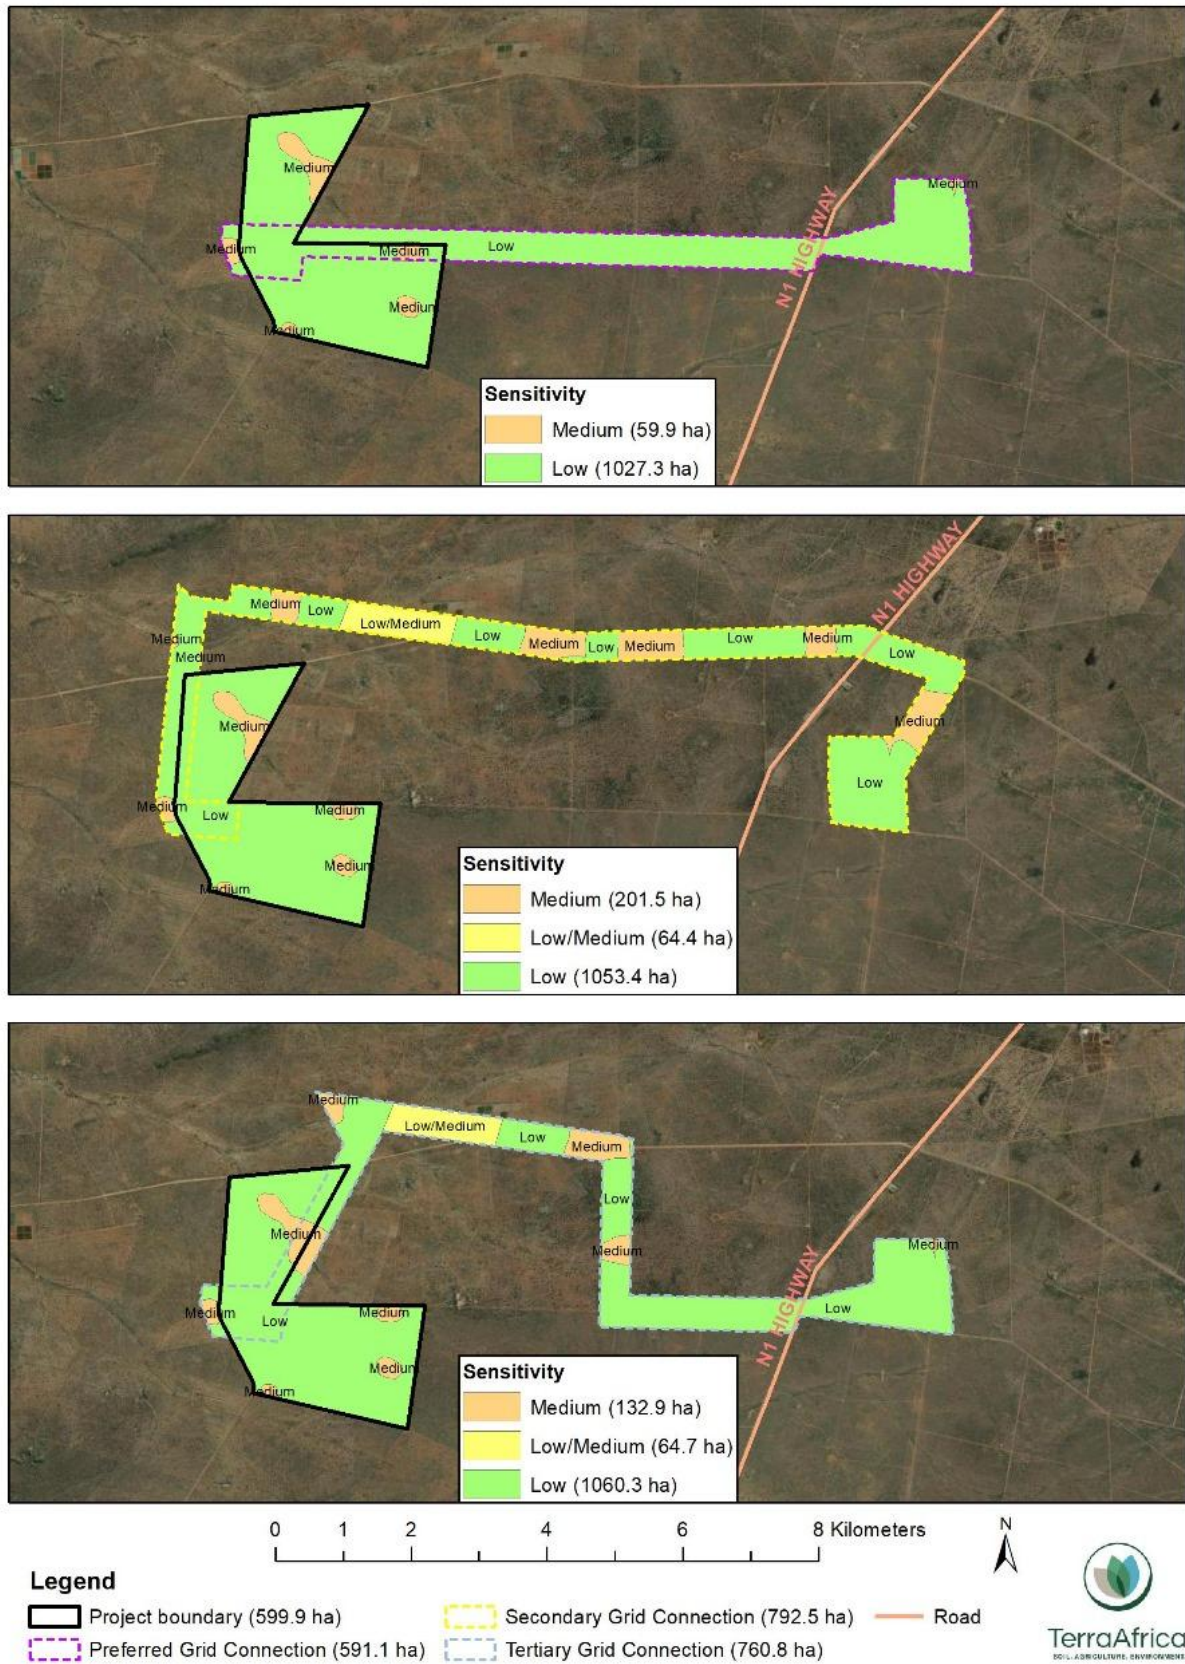 Medium
Medium
Medium
Medium
Low
Medium
Medium
N1 HIGHWAY
Sensitivity
Medium (59.9 ha)
Low (1027.3 ha)
N1 HIGHWAY
Medium
Low
Low/Medium
Low
Medium
Low
Medium
Low
Medium
Low
Medium
Medium
Medium
Medium
Low
Medium
Low
Medium
Medium
Medium
Sensitivity
Medium (201.5 ha)
Low/Medium (64.4 ha)
Low (1053.4 ha)
Medium
Low/Medium
Low
Medium
Low
Medium
Medium
Medium
Medium
Low
Medium
Low
Medium
Medium
N1 HIGHWAY
Sensitivity
Medium (132.9 ha)
Low/Medium (64.7 ha)
Low (1060.3 ha)
0 1 2 4 6 8 Kilometers
N
Legend
Project boundary (599.9 ha)
Secondary Grid Connection (792.5 ha)
Road
Preferred Grid Connection (591.1 ha)
Tertiary Grid Connection (760.8 ha)
TerraAfrica
SOIL. AGRICULTURE. ENVIRONMENT